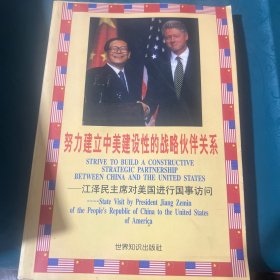 努力建立中美建设性的战略伙伴关系
STRIVE TO BUILD A CONSTRUCTIVE
STRATEGIC PARTNERSHIP
BETWEEN CHINA AND THE UNITED STATES
——江泽民主席对美国进行国事访问
----State Visit by President Jiang Zemin
of the People's Republic of China to the United States
of America
世界知识出版社